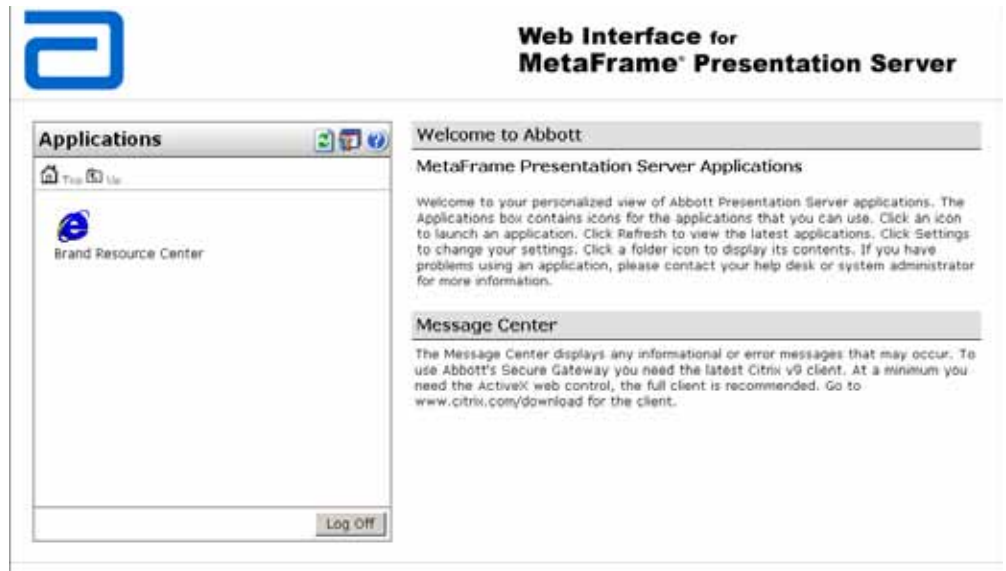 Web Interface for
MetaFrame® Presentation Server
Applications
Top Up
Brand Resource Center
Log Off
Welcome to Abbott
MetaFrame Presentation Server Applications
Welcome to your personalized view of Abbott Presentation Server applications. The
Applications box contains icons for the applications that you can use. Click an icon
to launch an application. Click Refresh to view the latest applications. Click Settings
to change your settings. Click a folder icon to display its contents. If you have
problems using an application, please contact your help desk or system administrator
for more information.
Message Center
The Message Center displays any informational or error messages that may occur. To
use Abbott's Secure Gateway you need the latest Citrix v9 client. At a minimum you
need the ActiveX web control, the full client is recommended. Go to
www.citrix.com/download for the client.